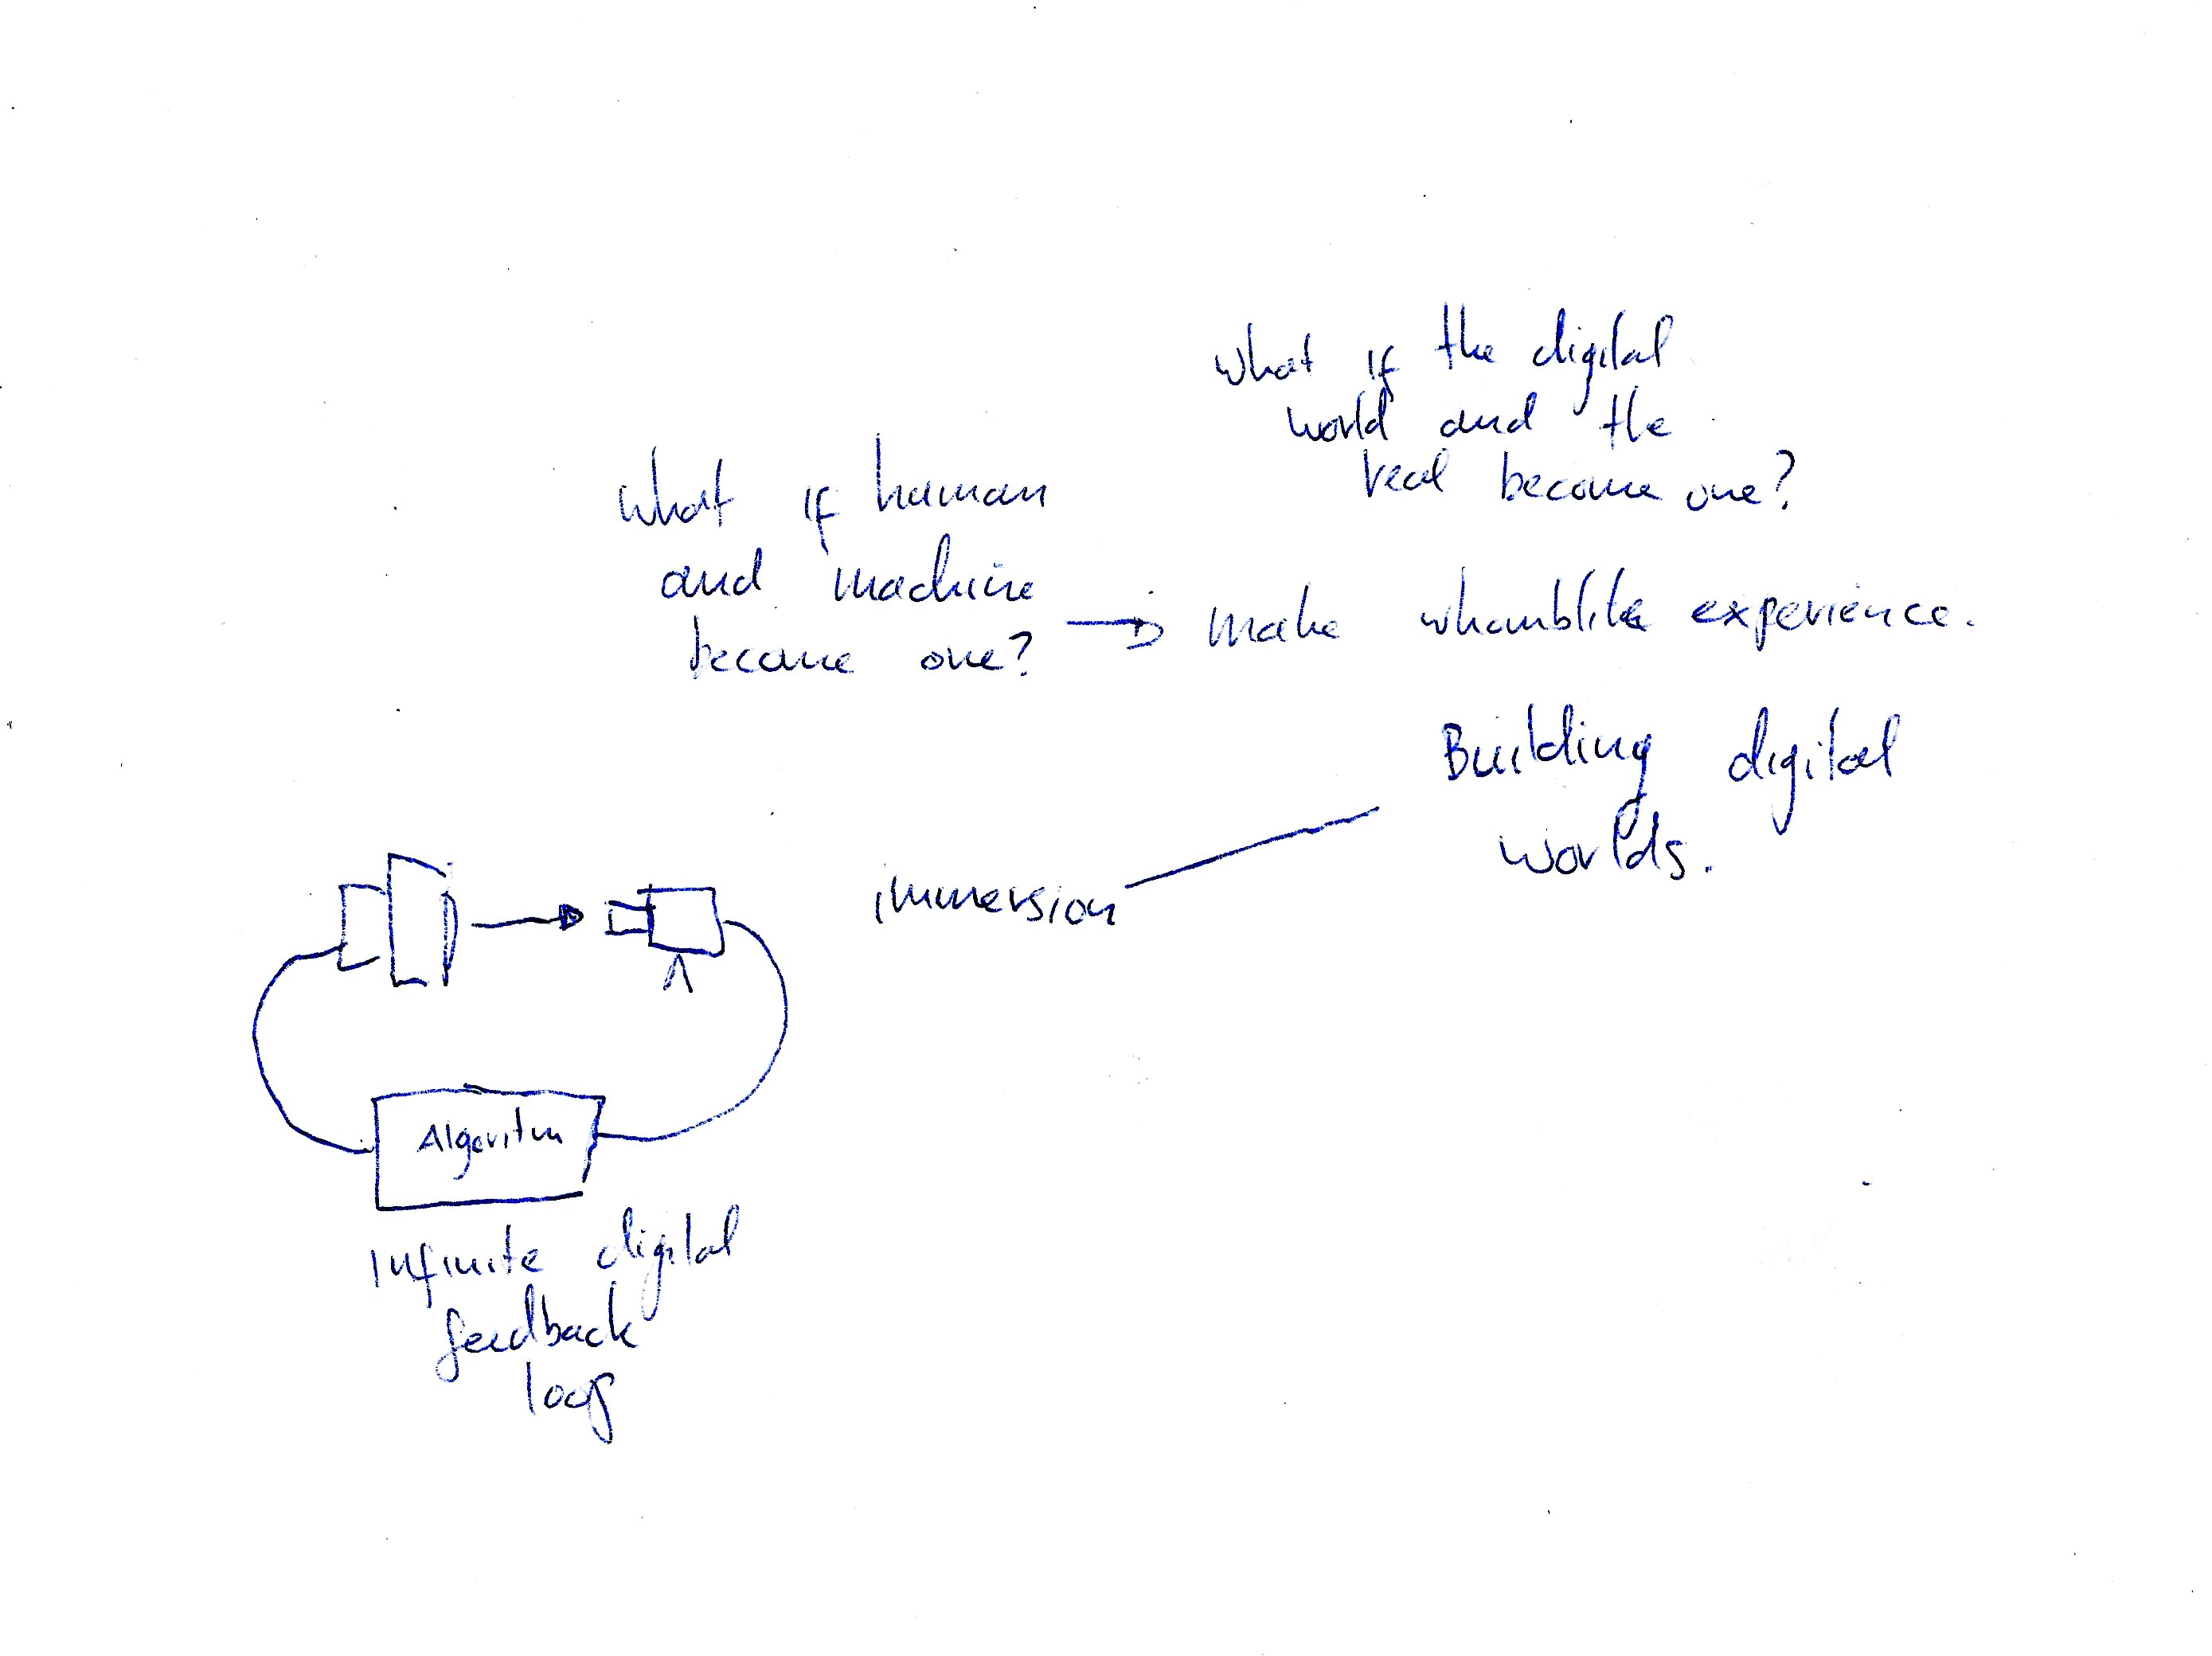 what if the digital
world and the
real become one?
what if human
and machine
become one?
make whomblike experience.
Building digital
worlds.
immersion
Algoritm
Infinite digital
feedback
loop